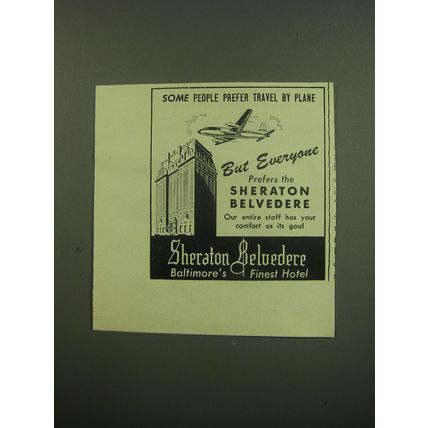 SOME PEOPLE PREFER TRAVEL BY PLANE
But Everyone
Prefers the
SHERATON
BELVEDERE
Our entire staff has your
comfort as its goal
Sheraton Belvedere
Baltimore's Finest Hotel